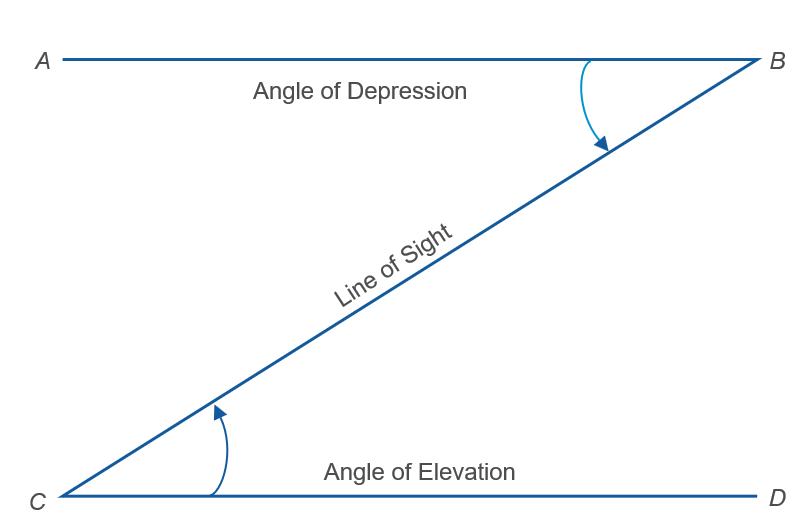 A
B
Angle of Depression
Line of Sight
Angle of Elevation
C
D